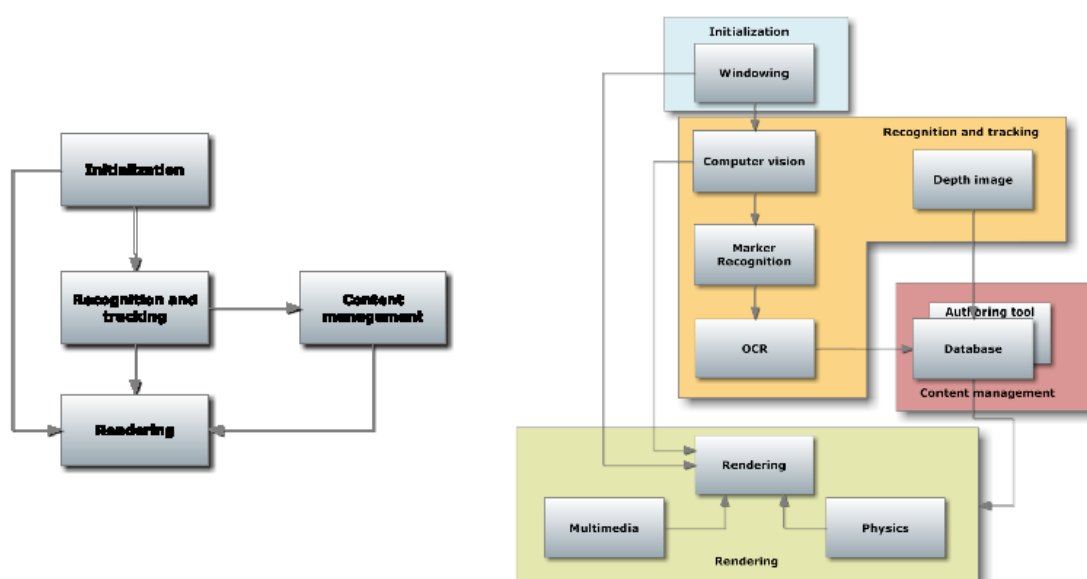 Initialization
Recognition and
tracking
Content
management
Rendering
Initialization
Windowing
Recognition and tracking
Computer vision
Depth image
Marker
Recognition
OCR
Authoring tool
Database
Content management
Rendering
Multimedia
Physics
Rendering